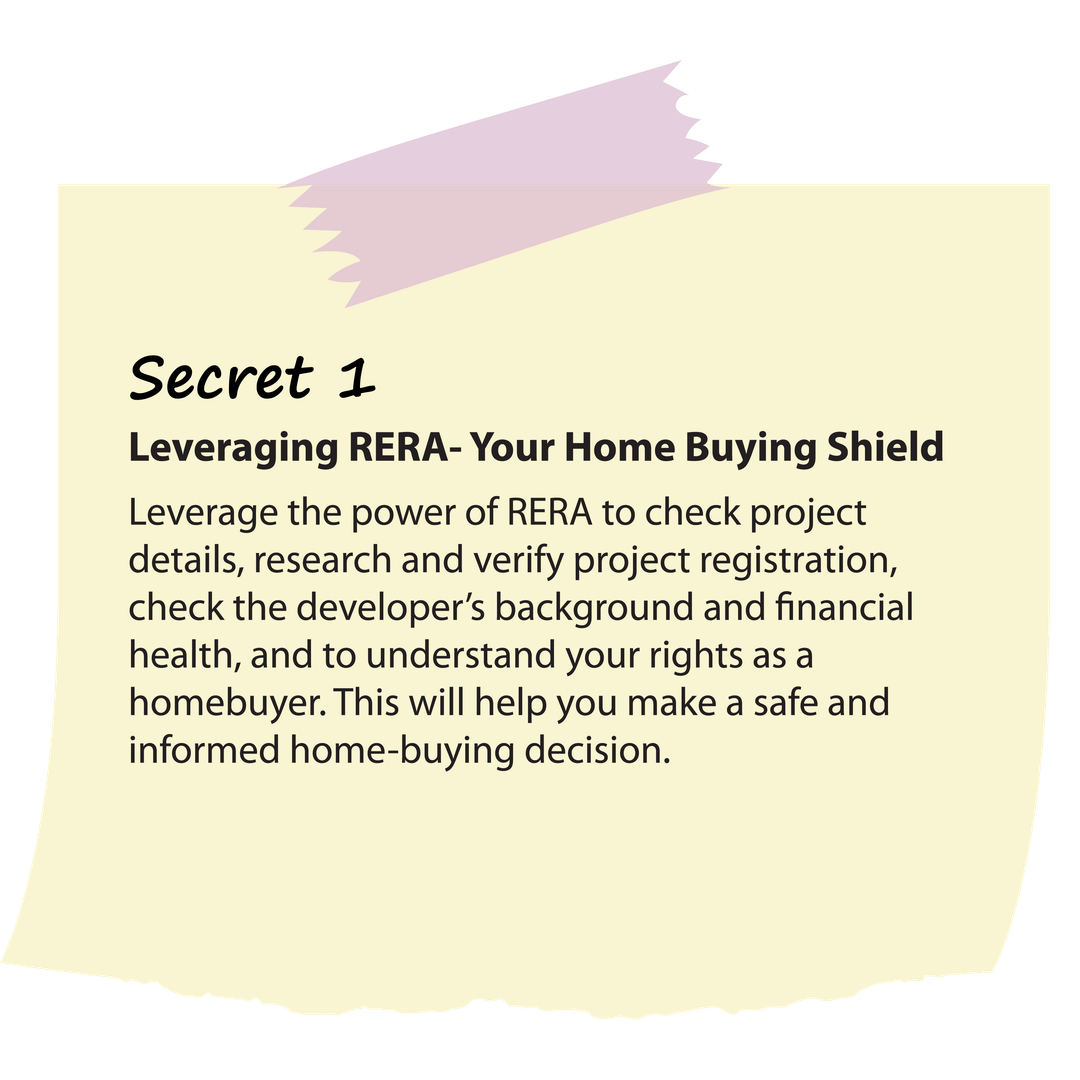 Secret 1
Leveraging RERA- Your Home Buying Shield
Leverage the power of RERA to check project
details, research and verify project registration,
check the developer’s background and financial
health, and to understand your rights as a
homebuyer. This will help you make a safe and
informed home-buying decision.